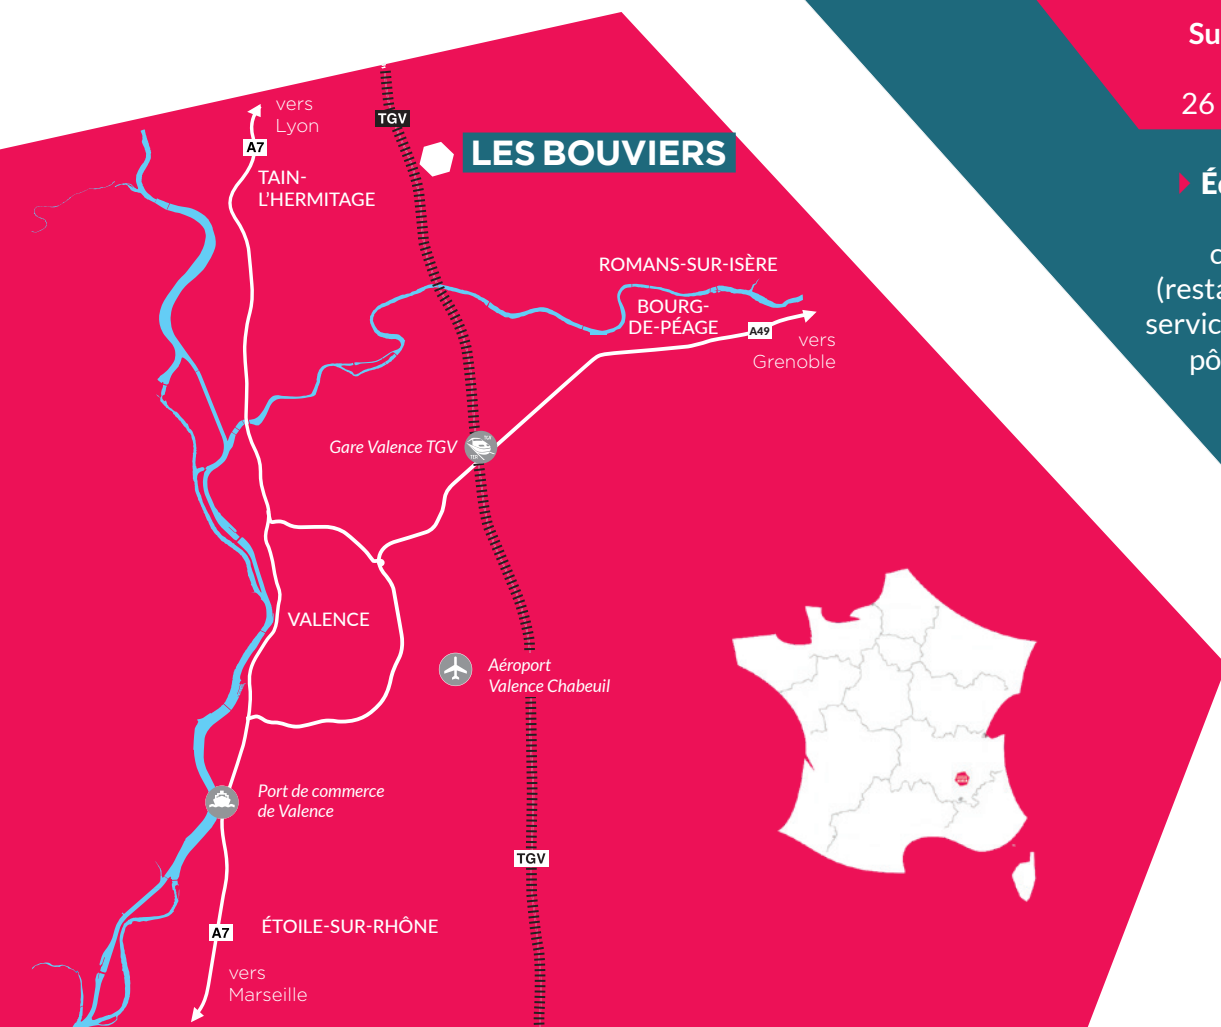 vers
Lyon
A7
TGV
LES BOUVIERS
TAIN-
L'HERMITAGE
ROMANS-SUR-ISÈRE
BOURG-
DE-PÉAGE
A49
vers
Grenoble
Gare Valence TGV
VALENCE
Aéroport
Valence Chabeuil
Port de commerce
de Valence
TGV
A7
ÉTOILE-SUR-RHÔNE
vers
Marseille
Su
26
(resta
servic
pô